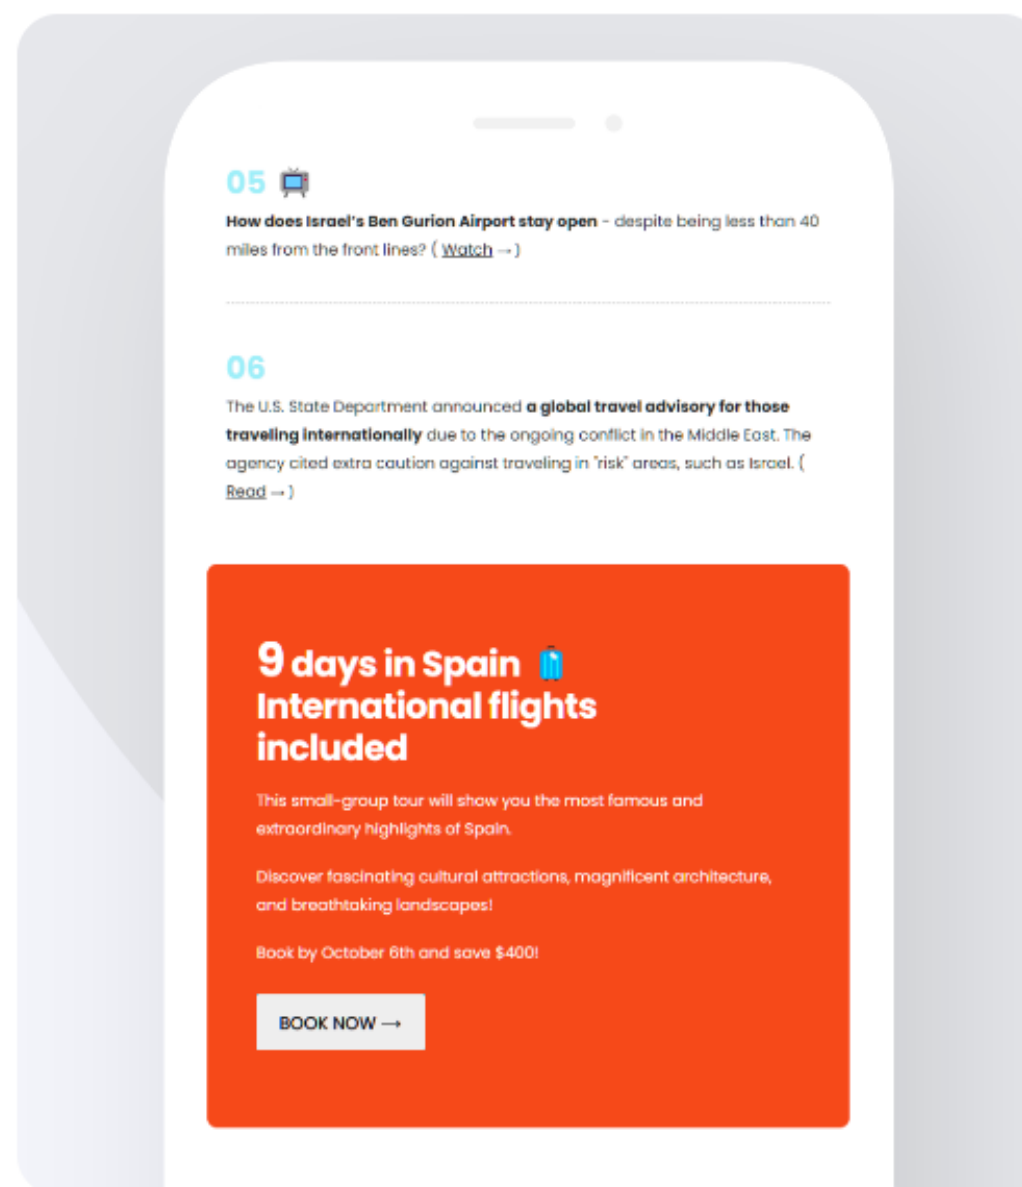 05
How does Israel's Ben Gurion Airport stay open - despite being less than 40
miles from the front lines? ( Watch → )
06
The U.S. State Department announced a global travel advisory for those
traveling internationally due to the ongoing conflict in the Middle East. The
agency cited extra caution against traveling in "risk" areas, such as Israel. (
Read → )
9 days in Spain
International flights
included
This small-group tour will show you the most famous and
extraordinary highlights of Spain.
Discover fascinating cultural attractions, magnificent architecture,
and breathtaking landscapes!
Book by October 6th and save $400!
BOOK NOW →